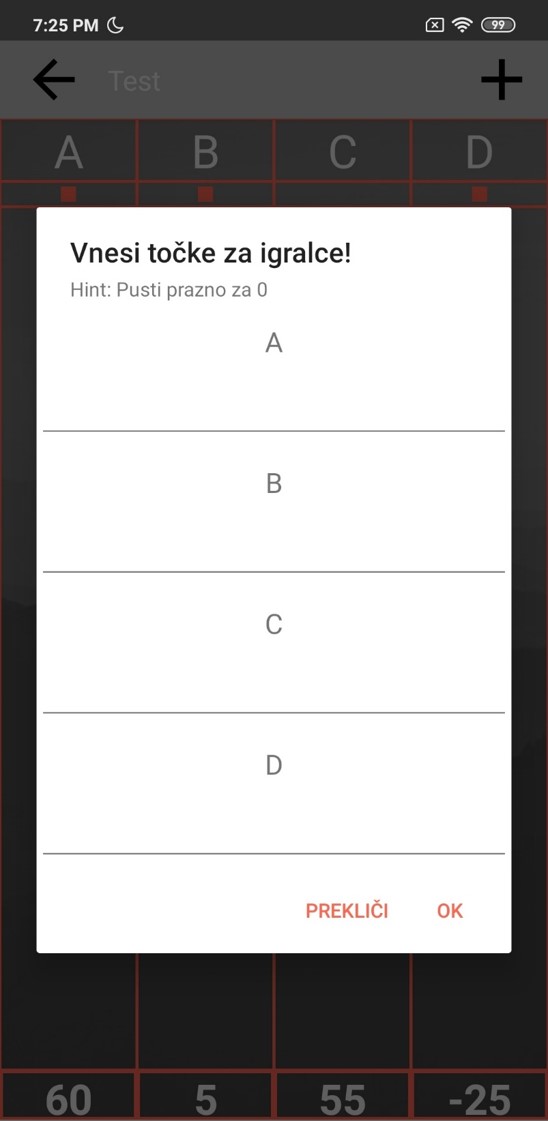 7:25 PM 99
Test
A B C D
Vnesi točke za igralce!
Hint: Pusti prazno za 0
A
B
C
D
PREKLIČI OK
60 5 55 -25